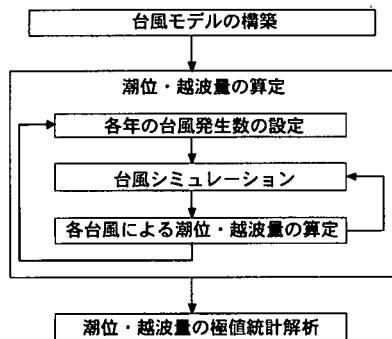 台風モデルの構築
潮位・越波量の算定
各年の台風発生数の設定
台風シミュレーション
各台風による潮位・越波量の算定
潮位・越波量の極値統計解析